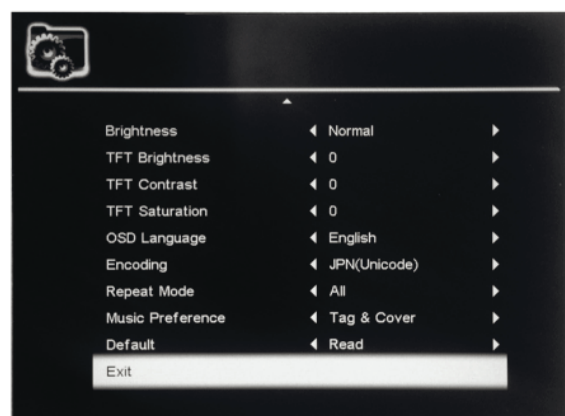 Brightness Normal
TFT Brightness 0
TFT Contrast 0
TFT Saturation 0
OSD Language English
Encoding JPN(Unicode)
Repeat Mode All
Music Preference Tag & Cover
Default Read
Exit